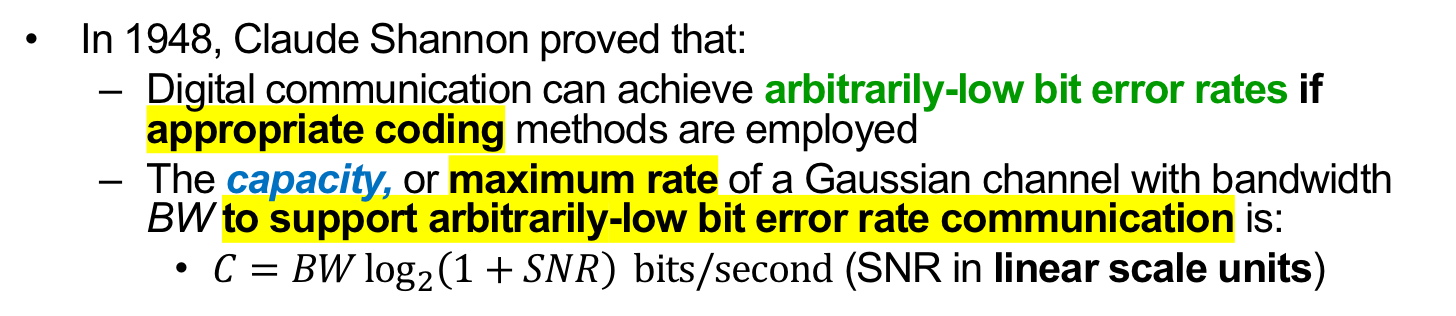 • In 1948, Claude Shannon proved that:
– Digital communication can achieve arbitrarily-low bit error rates if
appropriate coding methods are employed
– The capacity, or maximum rate of a Gaussian channel with bandwidth
BW to support arbitrarily-low bit error rate communication is:
• C = BW log₂(1 + SNR) bits/second (SNR in linear scale units)